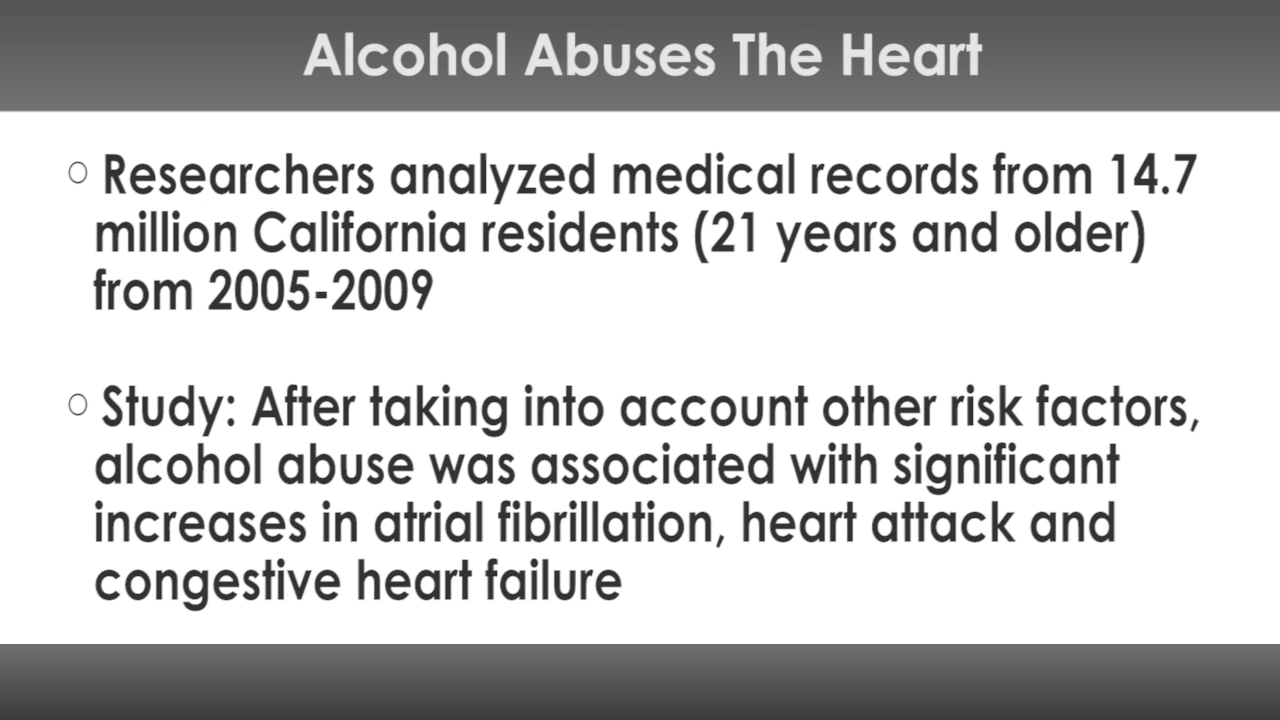 Alcohol Abuses The Heart
○ Researchers analyzed medical records from 14.7
million California residents (21 years and older)
from 2005-2009
○ Study: After taking into account other risk factors,
alcohol abuse was associated with significant
increases in atrial fibrillation, heart attack and
congestive heart failure